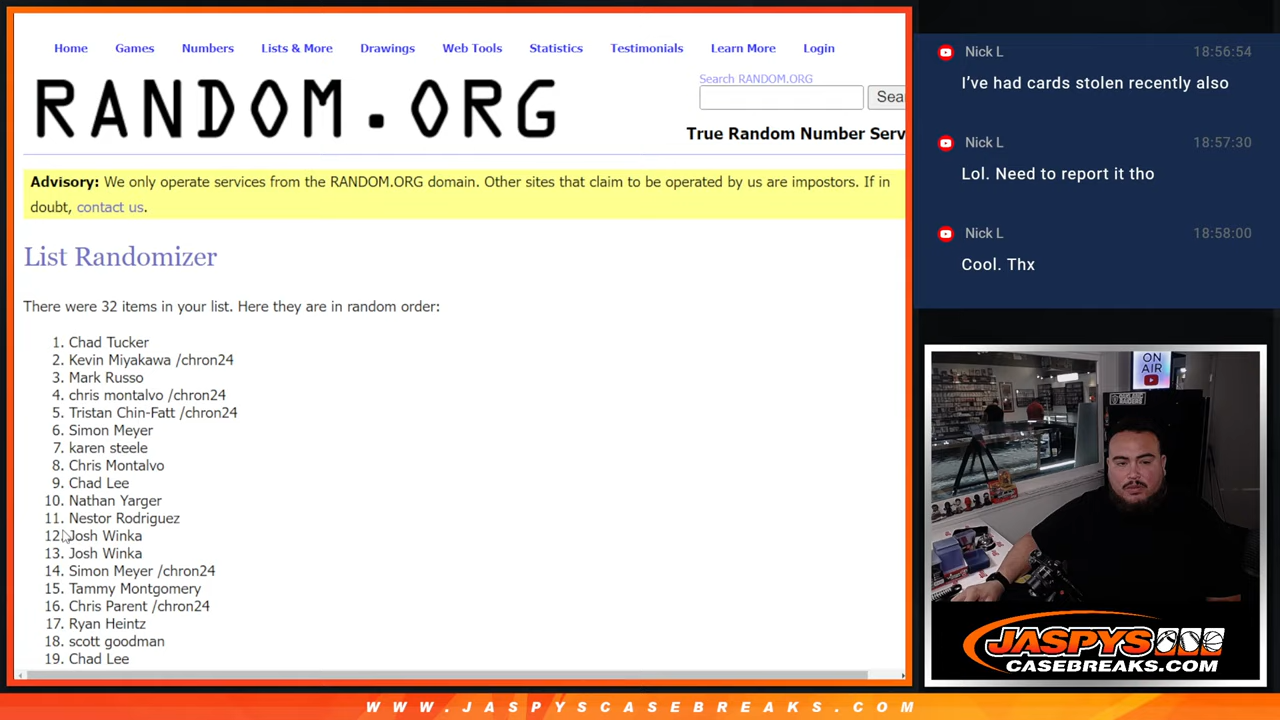 Home Games Numbers Lists & More Drawings Web Tools Statistics Testimonials Learn More Login
RANDOM.ORG
Search RANDOM.ORG
Sea
True Random Number Serv
Advisory: We only operate services from the RANDOM.ORG domain. Other sites that claim to be operated by us are impostors. If in
doubt, contact us.
List Randomizer
There were 32 items in your list. Here they are in random order:
1. Chad Tucker
2. Kevin Miyakawa /chron24
3. Mark Russo
4. chris montalvo /chron24
5. Tristan Chin-Fatt /chron24
6. Simon Meyer
7. karen steele
8. Chris Montalvo
9. Chad Lee
10. Nathan Yarger
11. Nestor Rodriguez
12. Josh Winka
13. Josh Winka
14. Simon Meyer /chron24
15. Tammy Montgomery
16. Chris Parent /chron24
17. Ryan Heintz
18. scott goodman
19. Chad Lee
Nick L 18:56:54
I've had cards stolen recently also
Nick L 18:57:30
Lol. Need to report it tho
Nick L 18:58:00
Cool. Thx
ON
AIR
JASPYS
CASEBREAKS.COM
WWW.JASPYSCASEBREAKS.COM